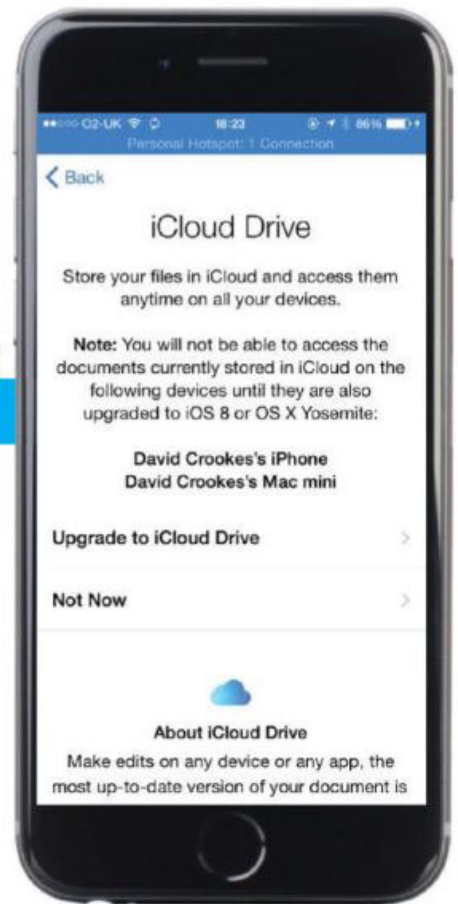 O2-UK 18:23 86%
Personal Hotspot: 1 Connection
Back
iCloud Drive
Store your files in iCloud and access them
anytime on all your devices.
Note: You will not be able to access the
documents currently stored in iCloud on the
following devices until they are also
upgraded to iOS 8 or OS X Yosemite:
David Crookes's iPhone
David Crookes's Mac mini
Upgrade to iCloud Drive
Not Now
About iCloud Drive
Make edits on any device or any app, the
most up-to-date version of your document is